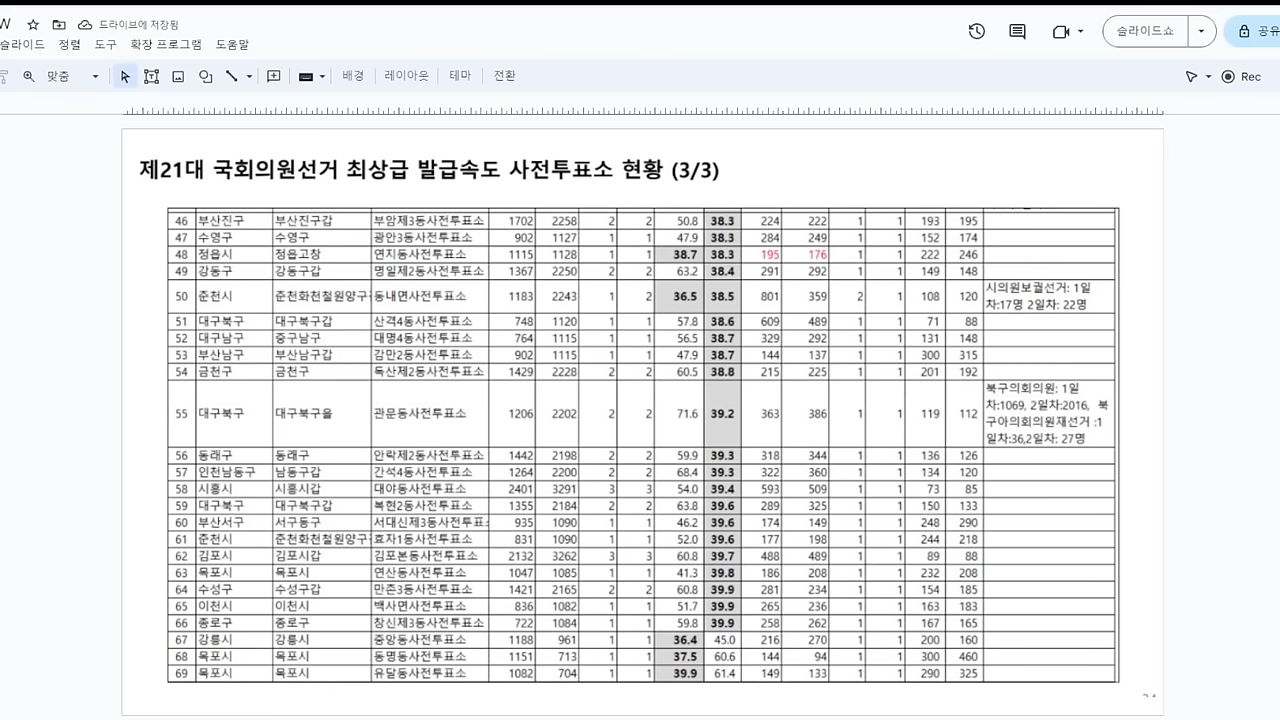 W 드라이브에 저장됨
슬라이드 정렬 도구 확장 프로그램 도움말
슬라이드쇼 공유
맞춤 배경 레이아웃 테마 전환 Rec
제21대 국회의원선거 최상급 발급속도 사전투표소 현황 (3/3)
46 부산진구 부산진구갑 부암제3동사전투표소 1702 2258 2 2 50.8 38.3 224 222 1 1 193 195
47 수영구 수영구 광안3동사전투표소 902 1127 1 1 47.9 38.3 284 249 1 1 152 174
48 정읍시 정읍고창 연지동사전투표소 1115 1128 1 1 38.7 38.3 195 176 1 1 222 246
49 강동구 강동구갑 명일제2동사전투표소 1367 2250 2 2 63.2 38.4 291 292 1 1 149 148
50 춘천시 춘천화천철원양구 동내면사전투표소 1183 2243 1 2 36.5 38.5 801 359 2 1 108 120 시의원보궐선거: 1일
차:17명 2일차: 22명
51 대구북구 대구북구갑 산격4동사전투표소 748 1120 1 1 57.8 38.6 609 489 1 1 71 88
52 대구남구 중구남구 대명4동사전투표소 764 1115 1 1 56.5 38.7 329 292 1 1 131 148
53 부산남구 부산남구갑 감만2동사전투표소 902 1115 1 1 47.9 38.7 144 137 1 1 300 315
54 금천구 금천구 독산제2동사전투표소 1429 2228 2 2 60.5 38.8 215 225 1 1 201 192
55 대구북구 대구북구을 관문동사전투표소 1206 2202 2 2 71.6 39.2 363 386 1 1 119 112 북구의회의원: 1일
차:1069, 2일차:2016, 북
구아의회의원재선거 :1
일차:36,2일차: 27명
56 동래구 동래구 안락제2동사전투표소 1442 2198 2 2 59.9 39.3 318 344 1 1 136 126
57 인천남동구 남동구갑 간석4동사전투표소 1264 2200 2 2 68.4 39.3 322 360 1 1 134 120
58 시흥시 시흥시갑 대야동사전투표소 2401 3291 3 3 54.0 39.4 593 509 1 1 73 85
59 대구북구 대구북구갑 복현2동사전투표소 1355 2184 2 2 63.8 39.6 289 325 1 1 150 133
60 부산서구 서구동구 서대신제3동사전투표 935 1090 1 1 46.2 39.6 174 149 1 1 248 290
61 춘천시 춘천화천철원양구 효자1동사전투표소 831 1090 1 1 52.0 39.6 177 198 1 1 244 218
62 김포시 김포시갑 김포본동사전투표소 2132 3262 3 3 60.8 39.7 488 489 1 1 89 88
63 목포시 목포시 연산동사전투표소 1047 1085 1 1 41.3 39.8 186 208 1 1 232 208
64 수성구 수성구갑 만촌3동사전투표소 1421 2165 2 2 60.8 39.9 281 234 1 1 154 185
65 이천시 이천시 백사면사전투표소 836 1082 1 1 51.7 39.9 265 236 1 1 163 183
66 종로구 종로구 창신제3동사전투표소 722 1084 1 1 59.8 39.9 258 262 1 1 167 165
67 강릉시 강릉시 중앙동사전투표소 1188 961 1 1 36.4 45.0 216 270 1 1 200 160
68 목포시 목포시 동명동사전투표소 1151 713 1 1 37.5 60.6 144 94 1 1 300 460
69 목포시 목포시 유달동사전투표소 1082 704 1 1 39.9 61.4 149 133 1 1 290 325